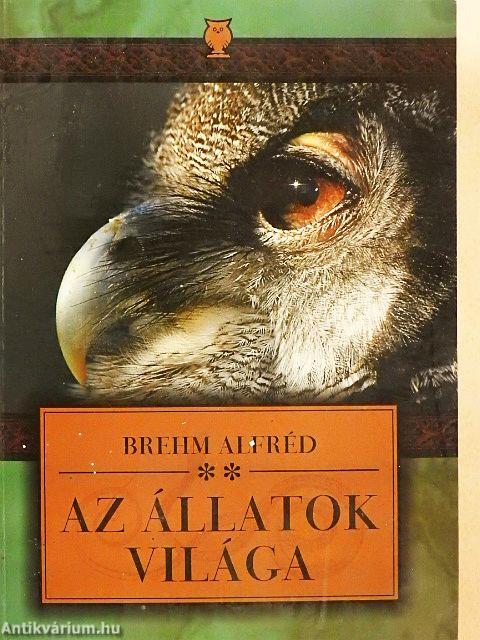 BREHM ALFRÉD
**
AZ ÁLLATOK
VILÁGA
Antikvárium.hu